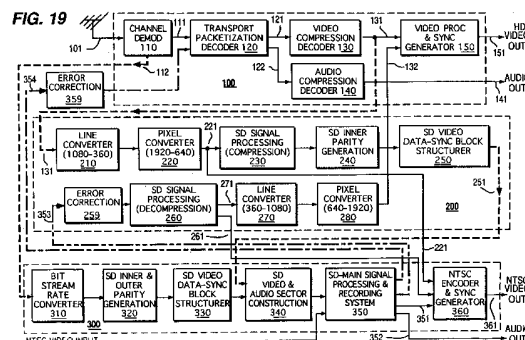 FIG. 19
101
CHANNEL DEMOD 110
111
TRANSPORT PACKETIZATION DECODER 120
121
VIDEO COMPRESSION DECODER 130
131
VIDEO PROC & SYNC GENERATOR 150
HD VIDEO OUT
151
132
122
112
354
ERROR CORRECTION 359
100
AUDIO COMPRESSION DECODER 140
141
AUDIO OUT
131
LINE CONVERTER (1080-360) 210
PIXEL CONVERTER (1920-640) 220
221
SD SIGNAL PROCESSING (COMPRESSION) 230
SD INNER PARITY GENERATION 240
SD VIDEO DATA-SYNC BLOCK STRUCTURER 250
251
353
ERROR CORRECTION 259
SD SIGNAL PROCESSING (DECOMPRESSION) 260
261
271
LINE CONVERTER (360-1080) 270
PIXEL CONVERTER (640-1920) 280
200
221
BIT STREAM RATE CONVERTER 310
SD INNER & OUTER PARITY GENERATION 320
SD VIDEO DATA-SYNC BLOCK STRUCTURER 330
SD VIDEO & AUDIO SECTOR CONSTRUCTION 340
SD-MAIN SIGNAL PROCESSING & RECORDING SYSTEM 350
351
NTSC ENCODER & SYNC GENERATOR 360
361
NTSC VIDEO OUT
300
NTSC VIDEO INPUT
352
AUDIO